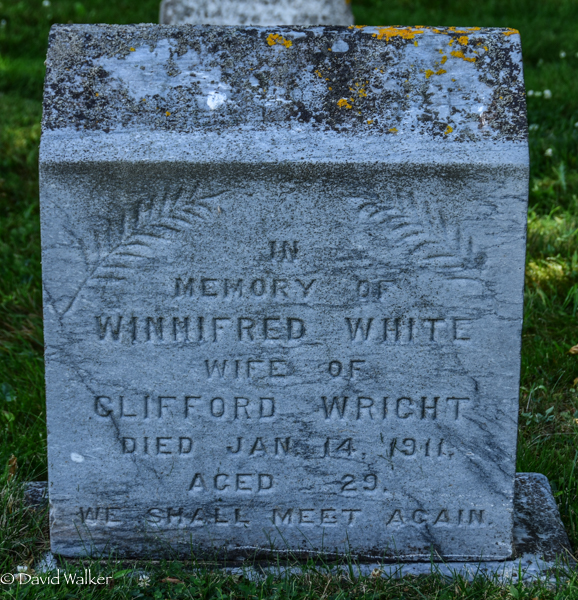 IN
MEMORY OF
WINNIFRED WHITE
WIFE OF
CLIFFORD WRIGHT
DIED JAN. 14, 1911.
AGED 29.
WE SHALL MEET AGAIN.
© David Walker